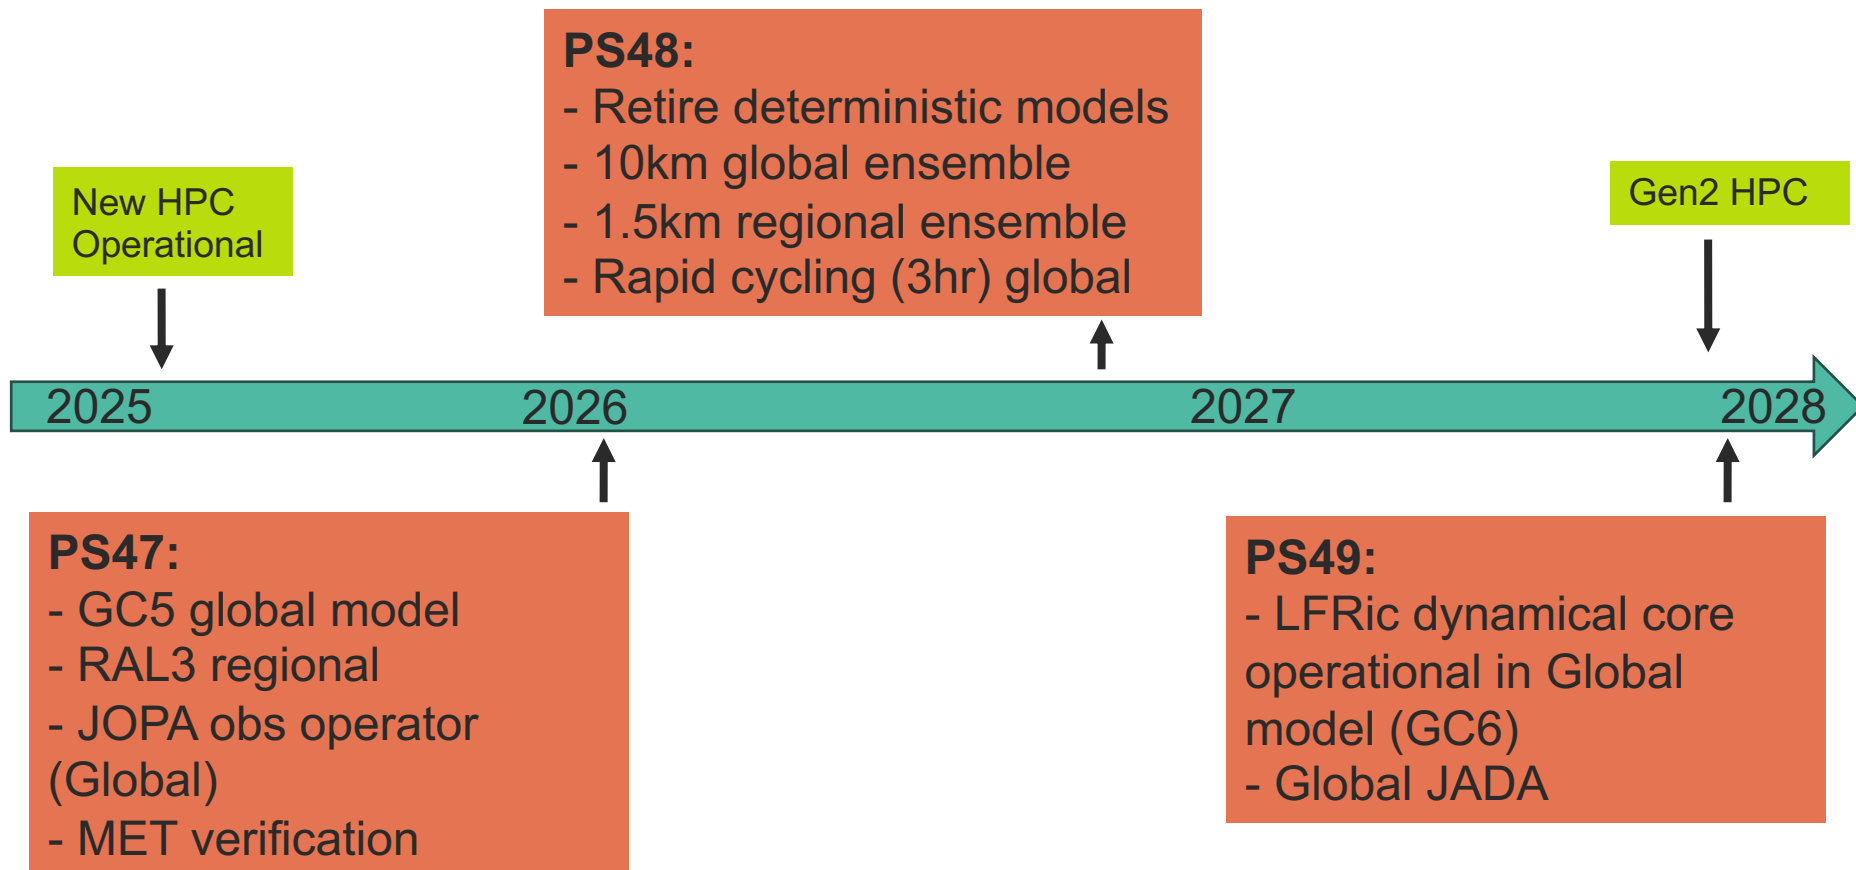 PS48:
- Retire deterministic models
- 10km global ensemble
- 1.5km regional ensemble
- Rapid cycling (3hr) global
New HPC
Operational
Gen2 HPC
2025
2026
2027
2028
PS47:
- GC5 global model
- RAL3 regional
- JOPA obs operator
(Global)
- MET verification
PS49:
- LFRic dynamical core
operational in Global
model (GC6)
- Global JADA